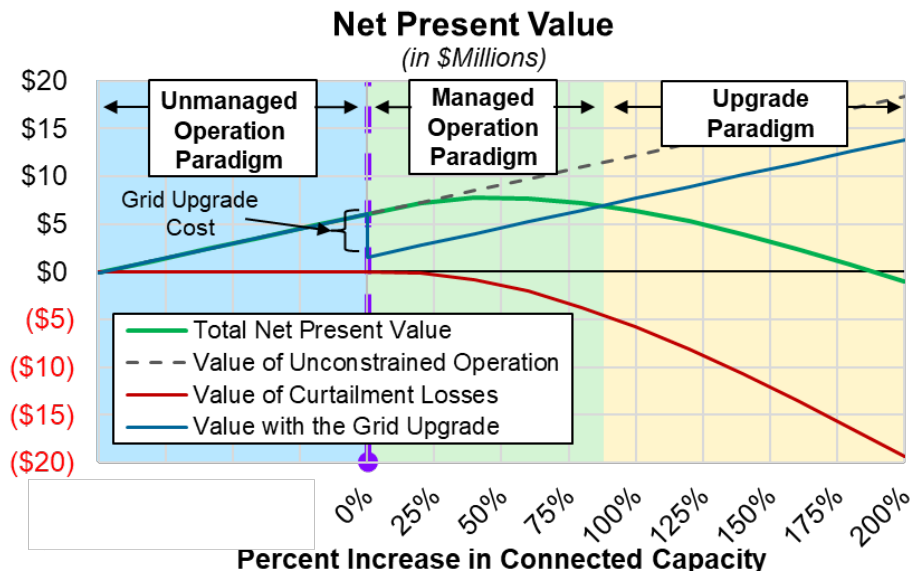 Net Present Value
(in $Millions)
$20
$15
$10
$5
$0
($5)
($10)
($15)
($20)
Unmanaged
Operation
Paradigm
Managed
Operation
Paradigm
Upgrade
Paradigm
Grid Upgrade
Cost
Total Net Present Value
Value of Unconstrained Operation
Value of Curtailment Losses
Value with the Grid Upgrade
0%
25%
50%
75%
100%
125%
150%
175%
200%
Percent Increase in Connected Capacity